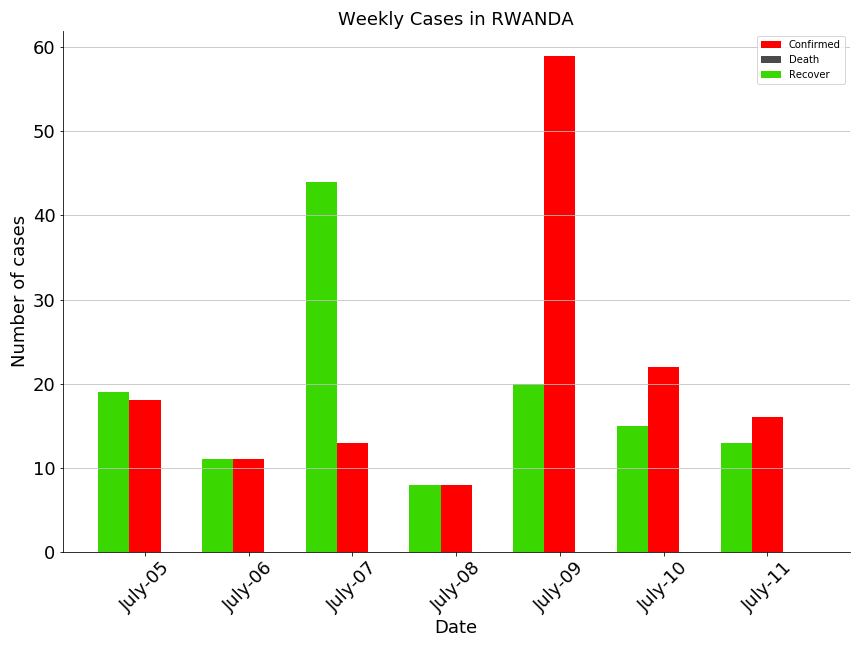 Weekly Cases in RWANDA
Confirmed
Death
Recover
Number of cases
60
50
40
30
20
10
0
July-05
July-06
July-07
July-08
July-09
July-10
July-11
Date